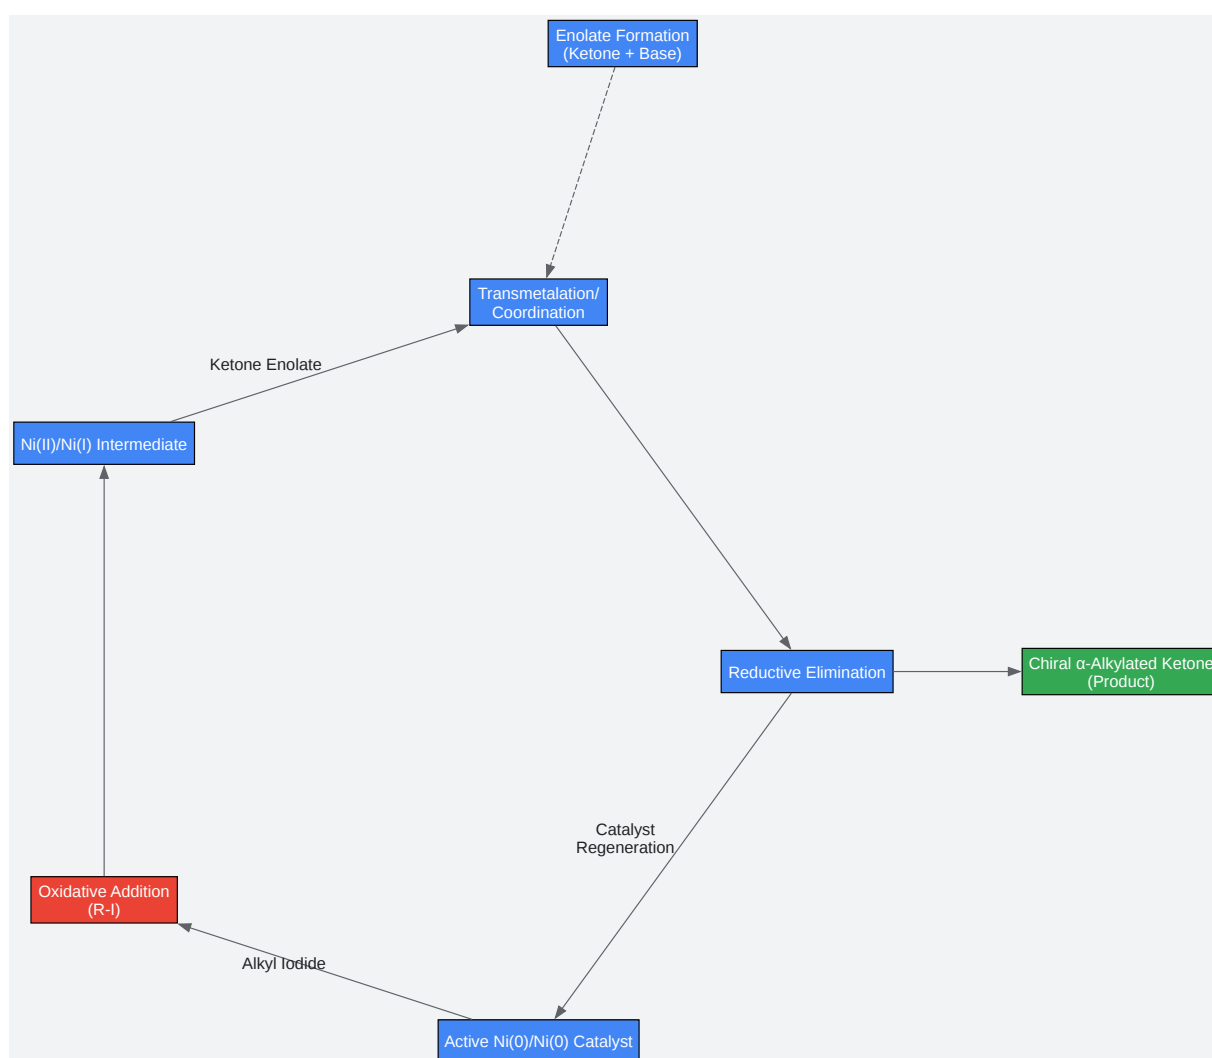 Enolate Formation
(Ketone + Base)
Transmetalation/
Coordination
Ketone Enolate
Ni(II)/Ni(I) Intermediate
Reductive Elimination
Chiral α-Alkylated Ketone
(Product)
Catalyst
Regeneration
Oxidative Addition
(R-I)
Alkyl Iodide
Active Ni(0)/Ni(0) Catalyst